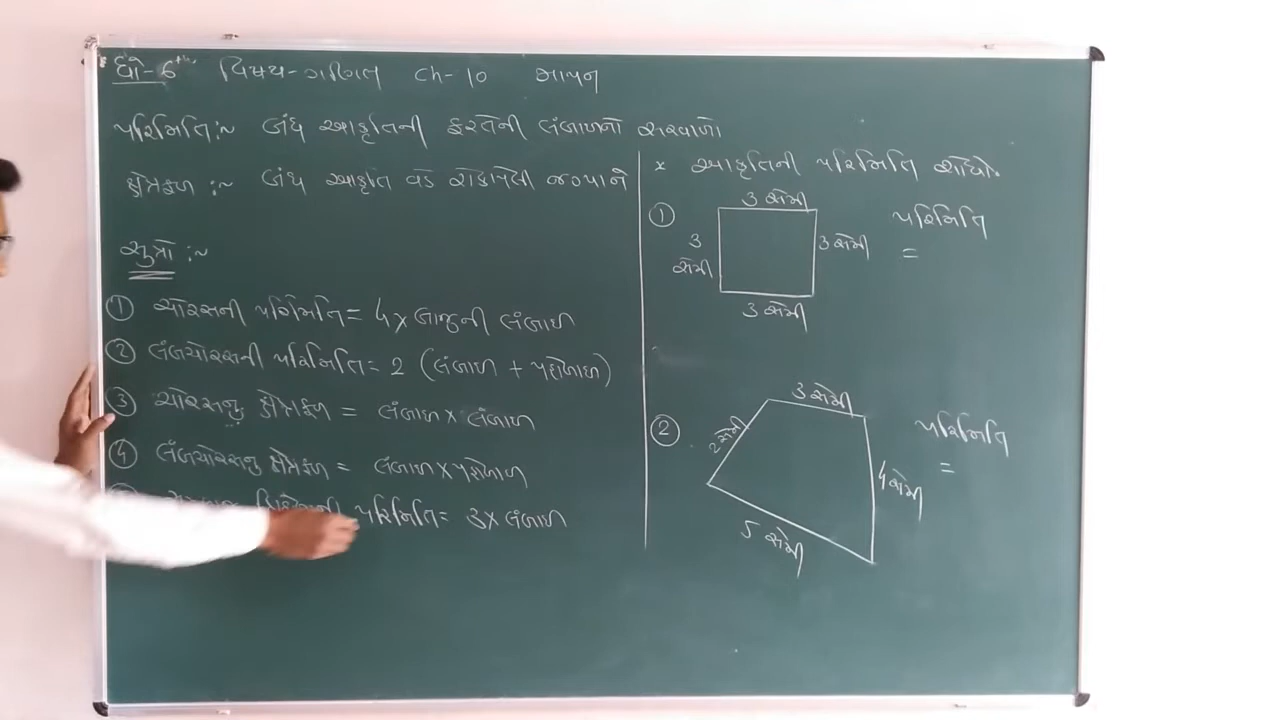 ધો-6th વિષય-ગણિત Ch-10 માપન
પરિમિતિ:~ બંધ આકૃતિની ફરતેની લંબાઈનો સરવાળો
ક્ષેત્રફળ:~ બંધ આકૃતિ વડે રોકાયેલી જગ્યાને
સુત્રો:~
① ચોરસની પરિમિતિ = 4 × બાજુની લંબાઈ
② લંબચોરસની પરિમિતિ = 2 (લંબાઈ + પહોળાઈ)
③ ચોરસનુ ક્ષેત્રફળ = લંબાઈ × લંબાઈ
④ લંબચોરસનુ ક્ષેત્રફળ = લંબાઈ × પહોળાઈ
પરિમિતિ = 3 × લંબાઈ
× આકૃતિની પરિમિતિ શોધો.
①
3 સેમી
3 સેમી
3 સેમી
3 સેમી
પરિમિતિ
=
②
3 સેમી
2 સેમી
4 સેમી
5 સેમી
પરિમિતિ
=